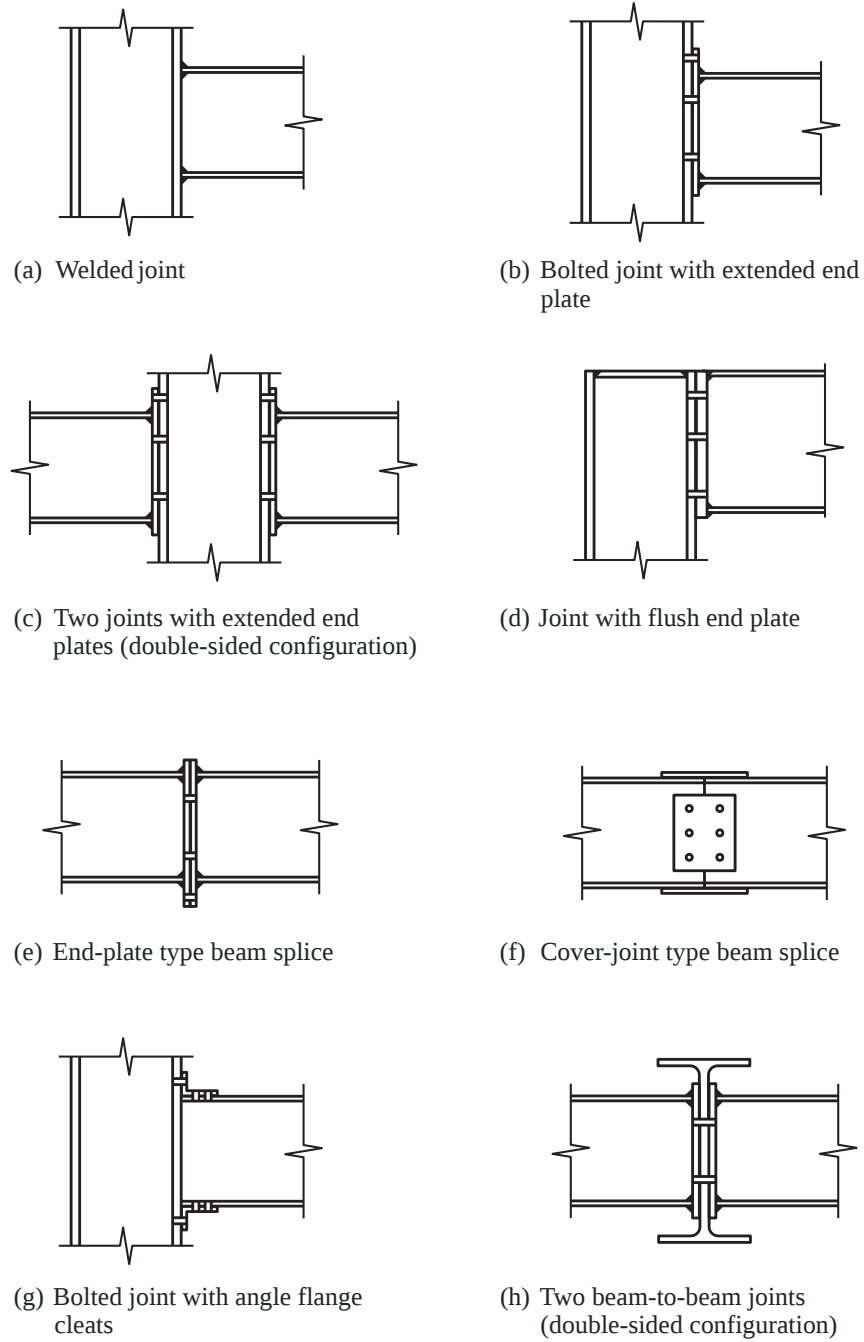 (a) Welded joint
(b) Bolted joint with extended end
plate
(c) Two joints with extended end
plates (double-sided configuration)
(d) Joint with flush end plate
(e) End-plate type beam splice
(f) Cover-joint type beam splice
(g) Bolted joint with angle flange
cleats
(h) Two beam-to-beam joints
(double-sided configuration)